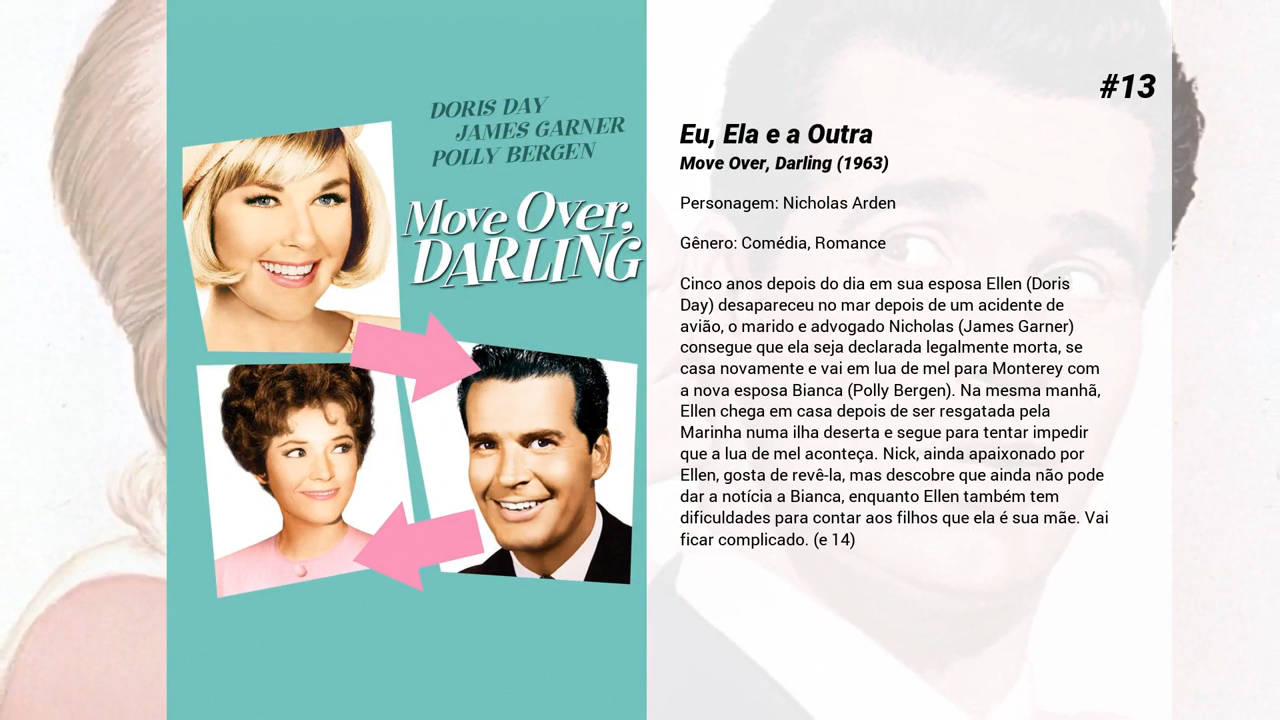 DORIS DAY
JAMES GARNER
POLLY BERGEN
Move Over,
DARLING
#13
Eu, Ela e a Outra
Move Over, Darling (1963)
Personagem: Nicholas Arden
Gênero: Comédia, Romance
Cinco anos depois do dia em sua esposa Ellen (Doris
Day) desapareceu no mar depois de um acidente de
avião, o marido e advogado Nicholas (James Garner)
consegue que ela seja declarada legalmente morta, se
casa novamente e vai em lua de mel para Monterey com
a nova esposa Bianca (Polly Bergen). Na mesma manhã,
Ellen chega em casa depois de ser resgatada pela
Marinha numa ilha deserta e segue para tentar impedir
que a lua de mel aconteça. Nick, ainda apaixonado por
Ellen, gosta de revê-la, mas descobre que ainda não pode
dar a notícia a Bianca, enquanto Ellen também tem
dificuldades para contar aos filhos que ela é sua mãe. Vai
ficar complicado. (e 14)